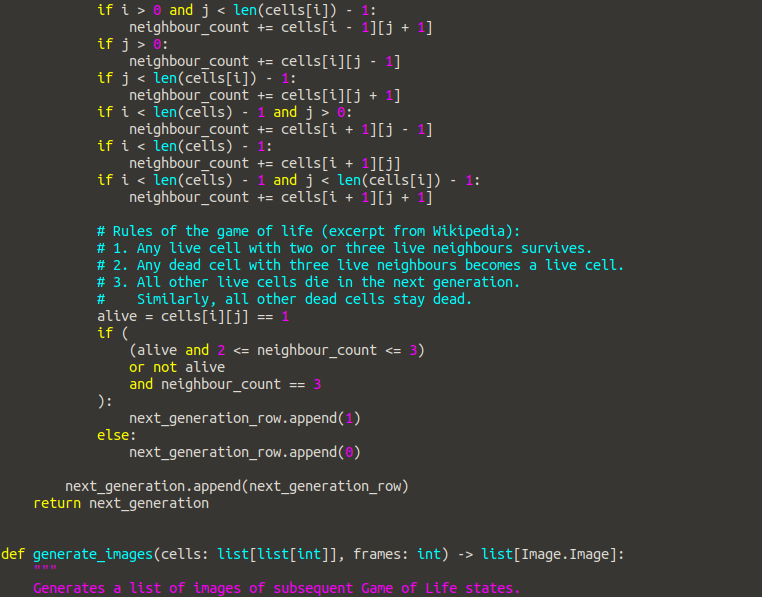 if i > 0 and j < len(cells[i]) - 1:
                neighbour_count += cells[i - 1][j + 1]
            if j > 0:
                neighbour_count += cells[i][j - 1]
            if j < len(cells[i]) - 1:
                neighbour_count += cells[i][j + 1]
            if i < len(cells) - 1 and j > 0:
                neighbour_count += cells[i + 1][j - 1]
            if i < len(cells) - 1:
                neighbour_count += cells[i + 1][j]
            if i < len(cells) - 1 and j < len(cells[i]) - 1:
                neighbour_count += cells[i + 1][j + 1]

            # Rules of the game of life (excerpt from Wikipedia):
            # 1. Any live cell with two or three live neighbours survives.
            # 2. Any dead cell with three live neighbours becomes a live cell.
            # 3. All other live cells die in the next generation.
            #    Similarly, all other dead cells stay dead.
            alive = cells[i][j] == 1
            if (
                (alive and 2 <= neighbour_count <= 3)
                or not alive
                and neighbour_count == 3
            ):
                next_generation_row.append(1)
            else:
                next_generation_row.append(0)

        next_generation.append(next_generation_row)
    return next_generation


def generate_images(cells: list[list[int]], frames: int) -> list[Image.Image]:
    """
    Generates a list of images of subsequent Game of Life states.